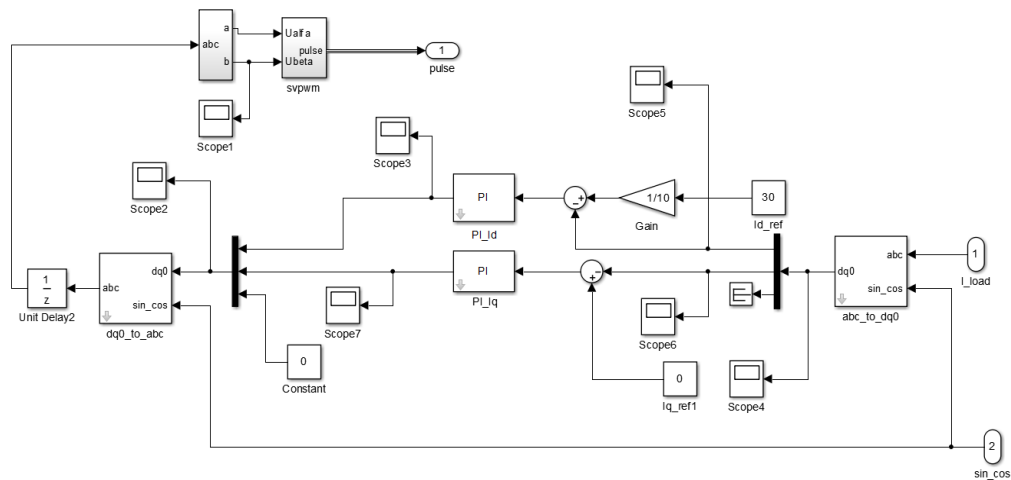 a
abc
b
Ualfa
pulse
Ubeta
svpwm
1
pulse
Scope1
Scope5
Scope3
Scope2
PI
PI_Id
+
−
1/10
Gain
30
Id_ref
1
z
Unit Delay2
dq0
abc
sin_cos
dq0_to_abc
Scope7
PI
PI_Iq
−
+
Scope6
abc
dq0
sin_cos
abc_to_dq0
1
I_load
0
Constant
0
Iq_ref1
Scope4
2
sin_cos